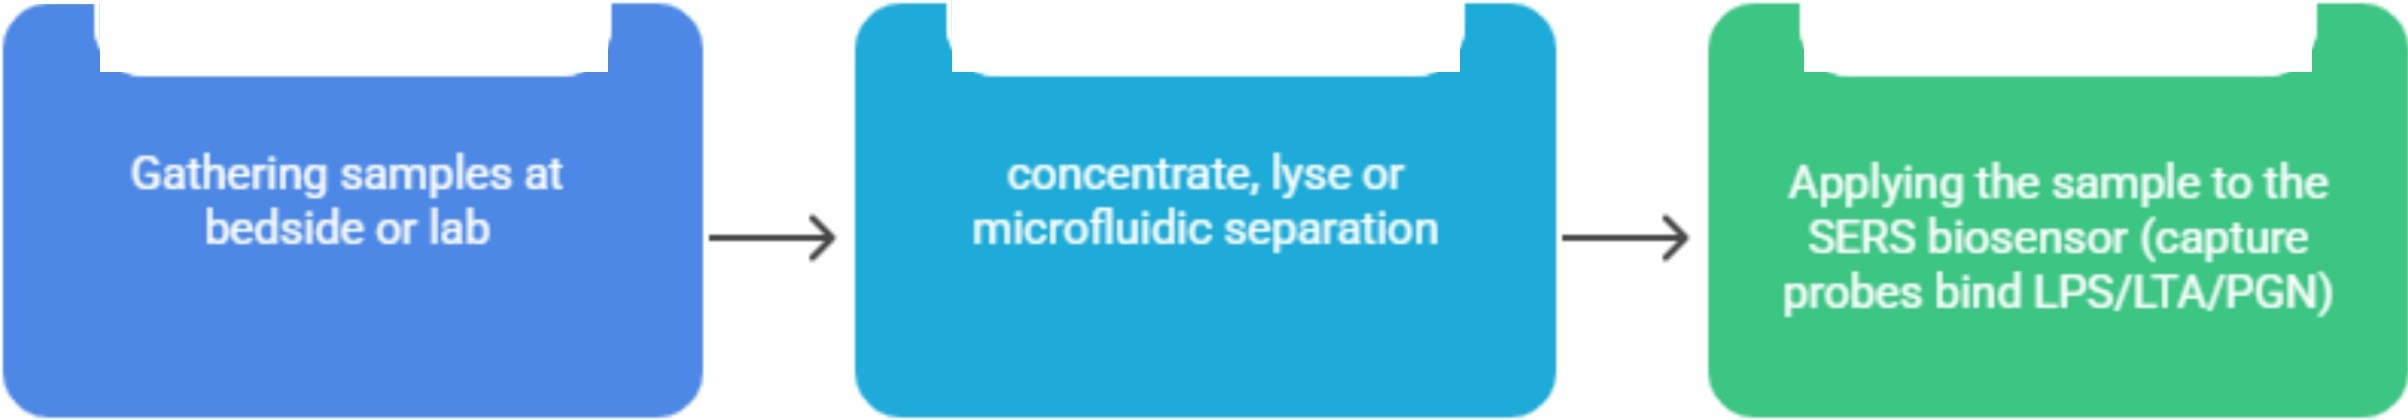 Gathering samples at
bedside or lab
concentrate, lyse or
microfluidic separation
Applying the sample to the
SERS biosensor (capture
probes bind LPS/LTA/PGN)